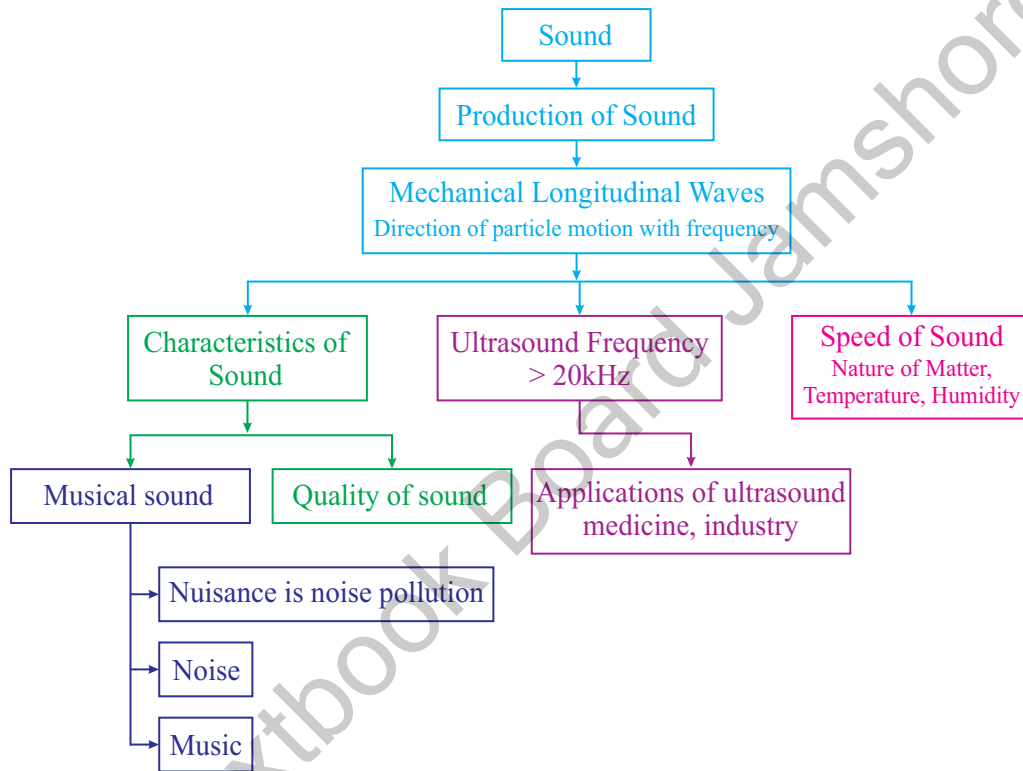 Sound
Production of Sound
Mechanical Longitudinal Waves
Direction of particle motion with frequency
Characteristics of
Sound
Ultrasound Frequency
> 20kHz
Speed of Sound
Nature of Matter,
Temperature, Humidity
Musical sound
Quality of sound
Applications of ultrasound
medicine, industry
Nuisance is noise pollution
Noise
Music
Board Jamshor